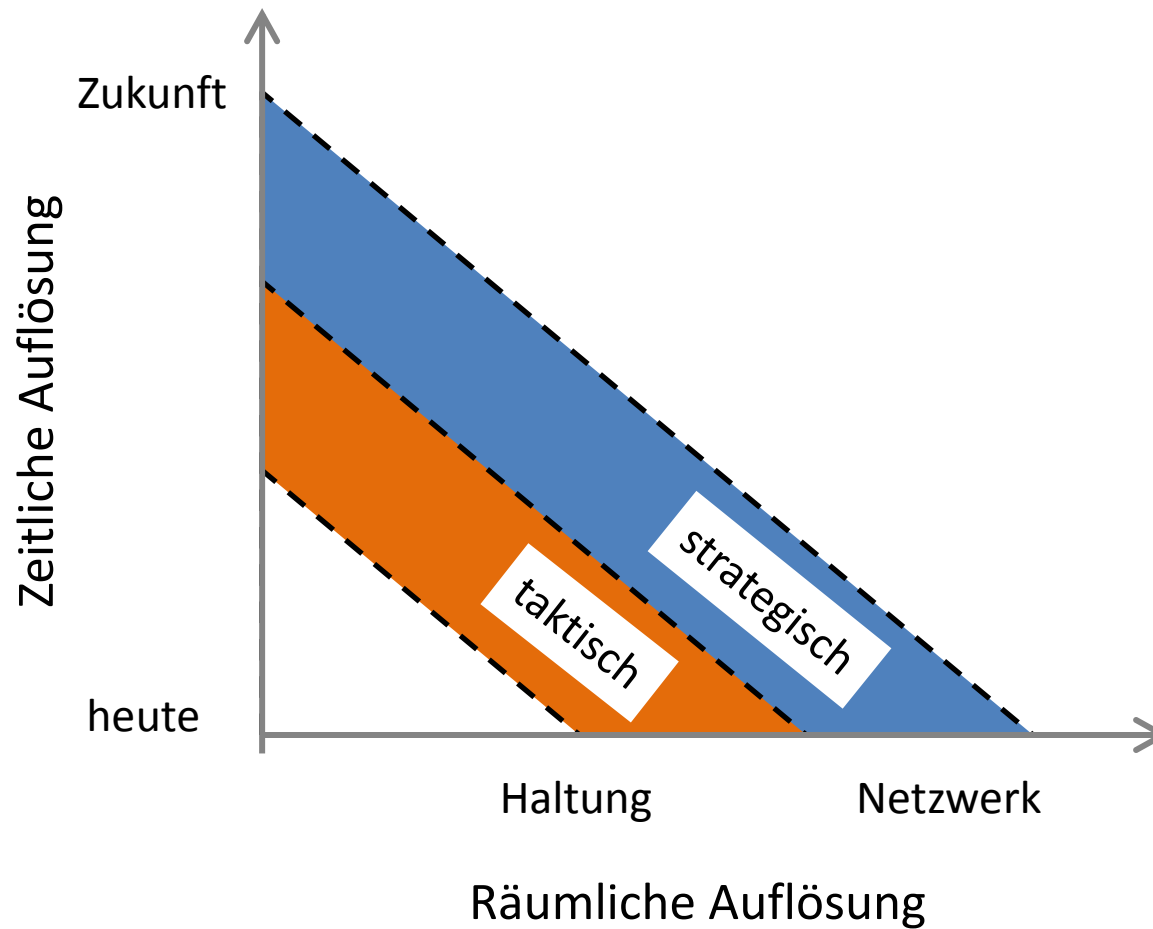 Zukunft
Zeitliche Auflösung
strategisch
taktisch
heute
Haltung
Netzwerk
Räumliche Auflösung